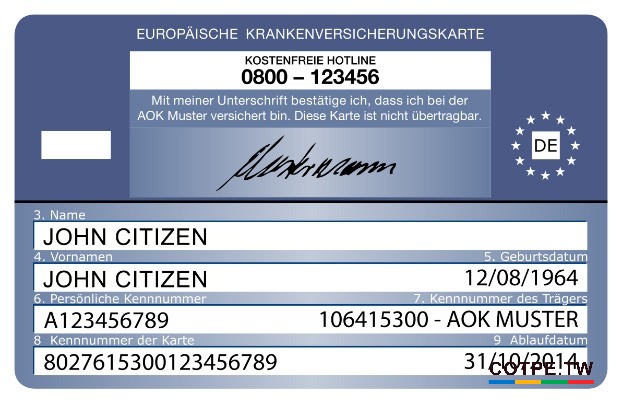 EUROPÄISCHE KRANKENVERSICHERUNGSKARTE
KOSTENFREIE HOTLINE
0800 – 123456
Mit meiner Unterschrift bestätige ich, dass ich bei der
AOK Muster versichert bin. Diese Karte ist nicht übertragbar.
Mustermann
DE
3. Name
JOHN CITIZEN
4. Vornamen 5. Geburtsdatum
JOHN CITIZEN 12/08/1964
6. Persönliche Kennnummer 7. Kennnummer des Trägers
A123456789 106415300 - AOK MUSTER
8 Kennnummer der Karte 9 Ablaufdatum
8027615300123456789 31/10/2014
COTPE.TW